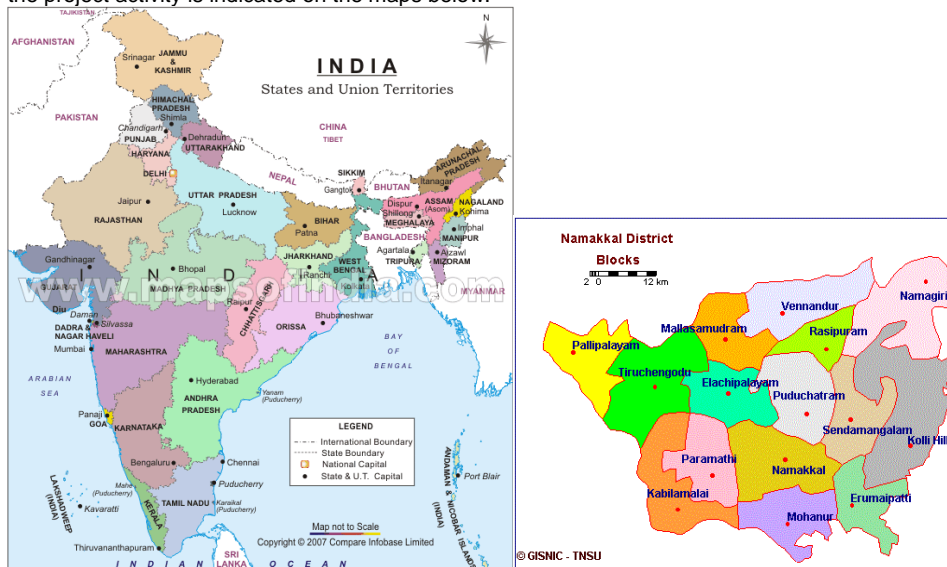 the project activity is indicated on the maps below.
TAJIKISTAN
AFGHANISTAN
N
JAMMU
&
KASHMIR
Srinagar
INDIA
States and Union Territories
HIMACHAL
PRADESH
Shimla
PAKISTAN
Chandigarh
PUNJAB
Dehradun
UTTARAKHAND
CHINA
TIBET
HARYANA
DELHI
NEPAL
SIKKIM
Gangtok
BHUTAN
ARUNACHAL
PRADESH
Itanagar
UTTAR PRADESH
Lucknow
Jaipur
RAJASTHAN
BIHAR
Patna
Dispur
ASSAM
(Asom)
NAGALAND
Kohima
Shillong
MEGHALAYA
Imphal
MANIPUR
BANGLADESH
Agartala
TRIPURA
Aizawl
MIZORAM
Gandhinagar
GUJARAT
I N D I A
Bhopal
MADHYA PRADESH
JHARKHAND
Ranchi
WEST
BENGAL
Kolkata
www.mapsofindia.com
MYANMAR
Raipur
CHHATTISGARH
Diu
Daman
Silvassa
DADRA &
NAGAR HAVELI
Mumbai
MAHARASHTRA
ORISSA
Bhubaneshwar
BAY
OF
BENGAL
ARABIAN
SEA
Hyderabad
ANDHRA
PRADESH
Yanam
(Puducherry)
Panaji
GOA
KARNATAKA
Bengaluru
Chennai
LEGEND
International Boundary
State Boundary
National Capital
State & U.T. Capital
Mahe
(Puducherry)
Puducherry
Karaikal
(Puducherry)
TAMIL NADU
KERALA
LAKSHADWEEP
(INDIA)
Kavaratti
ANDAMAN & NICOBAR ISLANDS
(INDIA)
Port Blair
Thiruvananthapuram
SRI
LANKA
Map not to Scale
Copyright © 2007 Compare Infobase Limited
INDIAN OCEAN
Namakkal District
Blocks
2 0 12 km
Namagiri
Vennandur
Mallasamudram
Rasipuram
Pallipalayam
Tiruchengodu
Elachipalayam
Puduchatram
Sendamangalam
Kolli Hill
Paramathi
Namakkal
Kabilamalai
Erumaipatti
Mohanur
© GISNIC - TNSU